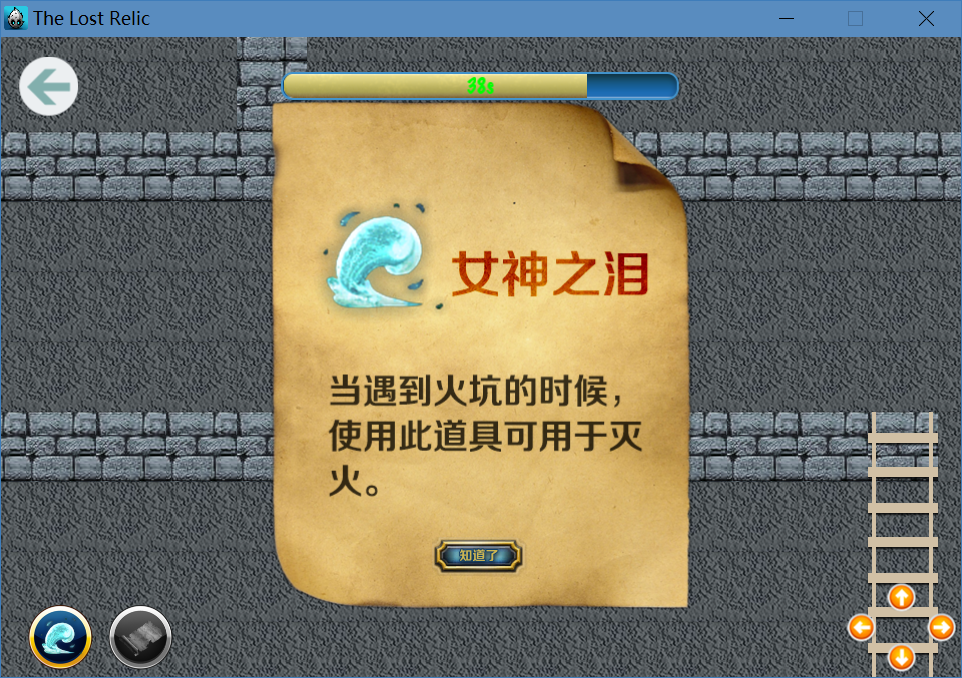 The Lost Relic
38s
女神之泪
当遇到火坑的时候，
使用此道具可用于灭
火。
知道了